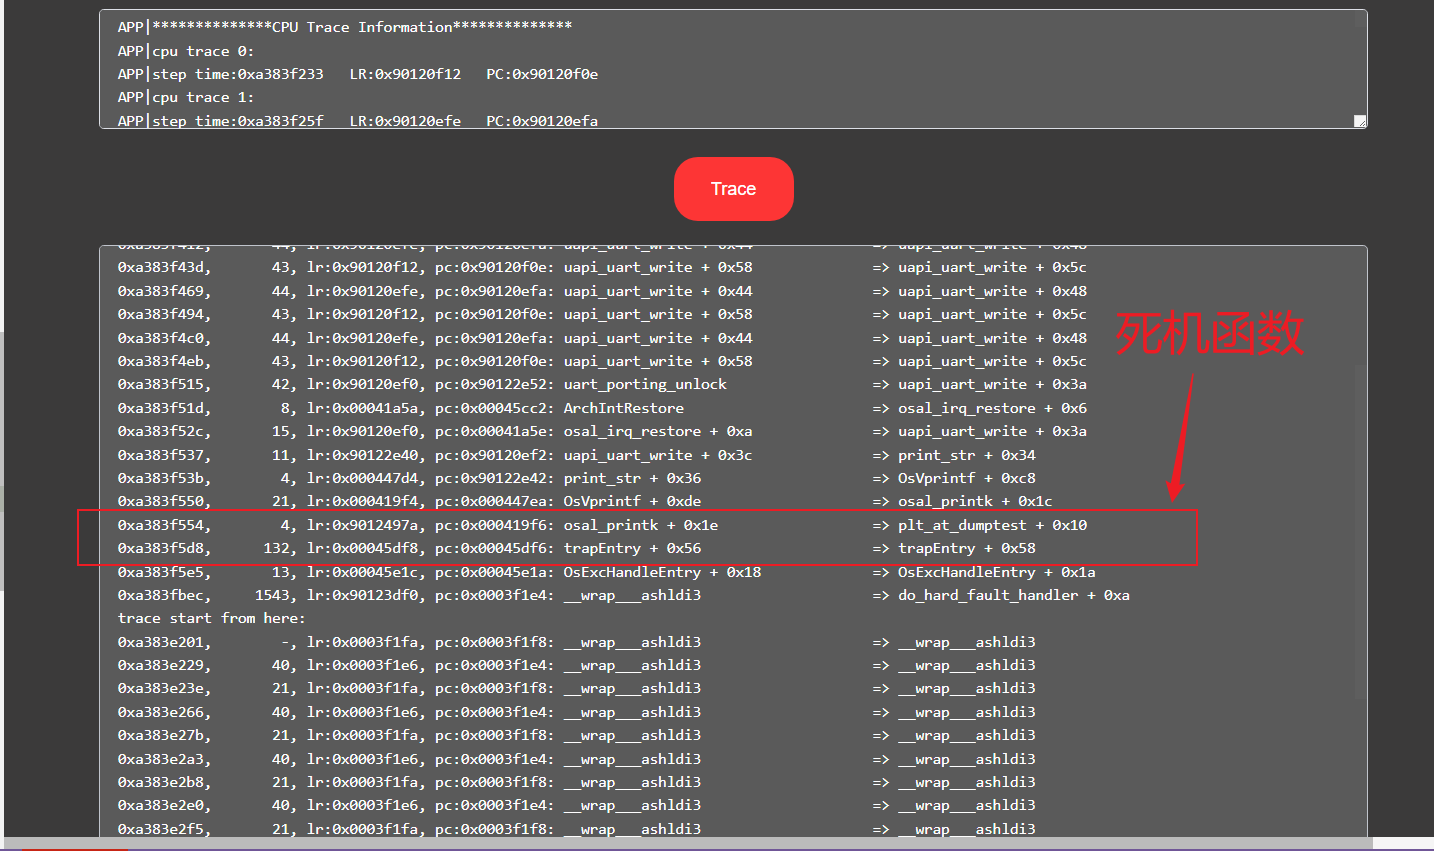 APP|**************CPU Trace Information**************
APP|cpu trace 0:
APP|step time:0xa383f233   LR:0x90120f12   PC:0x90120f0e
APP|cpu trace 1:
APP|step time:0xa383f25f   LR:0x90120efe   PC:0x90120efa
Trace
0xa383f412,       44, lr:0x90120efe, pc:0x90120efa: uapi_uart_write + 0x44              => uapi_uart_write + 0x48
0xa383f43d,       43, lr:0x90120f12, pc:0x90120f0e: uapi_uart_write + 0x58              => uapi_uart_write + 0x5c
0xa383f469,       44, lr:0x90120efe, pc:0x90120efa: uapi_uart_write + 0x44              => uapi_uart_write + 0x48
0xa383f494,       43, lr:0x90120f12, pc:0x90120f0e: uapi_uart_write + 0x58              => uapi_uart_write + 0x5c
死机函数
0xa383f4c0,       44, lr:0x90120efe, pc:0x90120efa: uapi_uart_write + 0x44              => uapi_uart_write + 0x48
0xa383f4eb,       43, lr:0x90120f12, pc:0x90120f0e: uapi_uart_write + 0x58              => uapi_uart_write + 0x5c
0xa383f515,       42, lr:0x90120ef0, pc:0x90122e52: uart_porting_unlock                 => uapi_uart_write + 0x3a
0xa383f51d,        8, lr:0x00041a5a, pc:0x00045cc2: ArchIntRestore                      => osal_irq_restore + 0x6
0xa383f52c,       15, lr:0x90120ef0, pc:0x00041a5e: osal_irq_restore + 0xa              => uapi_uart_write + 0x3a
0xa383f537,       11, lr:0x90122e40, pc:0x90120ef2: uapi_uart_write + 0x3c              => print_str + 0x34
0xa383f53b,        4, lr:0x000447d4, pc:0x90122e42: print_str + 0x36                    => OsVprintf + 0xc8
0xa383f550,       21, lr:0x000419f4, pc:0x000447ea: OsVprintf + 0xde                    => osal_printk + 0x1c
0xa383f554,        4, lr:0x9012497a, pc:0x000419f6: osal_printk + 0x1e                  => plt_at_dumptest + 0x10
0xa383f5d8,      132, lr:0x00045df8, pc:0x00045df6: trapEntry + 0x56                    => trapEntry + 0x58
0xa383f5e5,       13, lr:0x00045e1c, pc:0x00045e1a: OsExcHandleEntry + 0x18             => OsExcHandleEntry + 0x1a
0xa383fbec,     1543, lr:0x90123df0, pc:0x0003f1e4: __wrap___ashldi3                    => do_hard_fault_handler + 0xa
trace start from here:
0xa383e201,        -, lr:0x0003f1fa, pc:0x0003f1f8: __wrap___ashldi3                    => __wrap___ashldi3
0xa383e229,       40, lr:0x0003f1e6, pc:0x0003f1e4: __wrap___ashldi3                    => __wrap___ashldi3
0xa383e23e,       21, lr:0x0003f1fa, pc:0x0003f1f8: __wrap___ashldi3                    => __wrap___ashldi3
0xa383e266,       40, lr:0x0003f1e6, pc:0x0003f1e4: __wrap___ashldi3                    => __wrap___ashldi3
0xa383e27b,       21, lr:0x0003f1fa, pc:0x0003f1f8: __wrap___ashldi3                    => __wrap___ashldi3
0xa383e2a3,       40, lr:0x0003f1e6, pc:0x0003f1e4: __wrap___ashldi3                    => __wrap___ashldi3
0xa383e2b8,       21, lr:0x0003f1fa, pc:0x0003f1f8: __wrap___ashldi3                    => __wrap___ashldi3
0xa383e2e0,       40, lr:0x0003f1e6, pc:0x0003f1e4: __wrap___ashldi3                    => __wrap___ashldi3
0xa383e2f5,       21, lr:0x0003f1fa, pc:0x0003f1f8: __wrap___ashldi3                    => __wrap___ashldi3